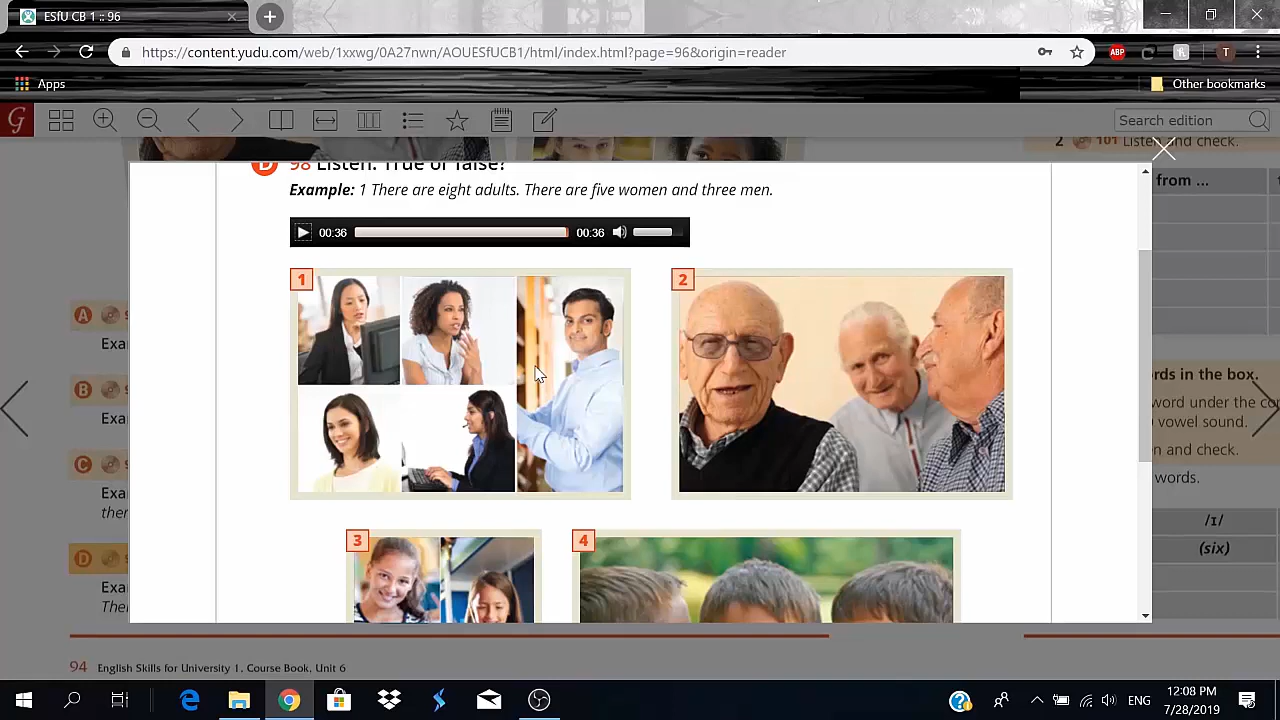 ESfU CB 1 :: 96
https://content.yudu.com/web/1xxwg/0A27nwn/AOUESfUCB1/html/index.html?page=96&origin=reader
ABP
T
Apps
Other bookmarks
G
Search edition
2 101 Listen and check.
D 98 Listen. True or false?
from ...
Example: 1 There are eight adults. There are five women and three men.
00:36 00:36
1
2
A
Exa
B
Exa
rds in the box.
word under the co
vowel sound.
n and check.
C
Exa
ther
words.
/ɪ/
(six)
3
4
D
Exa
Ther
94 English Skills for University 1. Course Book, Unit 6
ENG
12:08 PM
7/28/2019